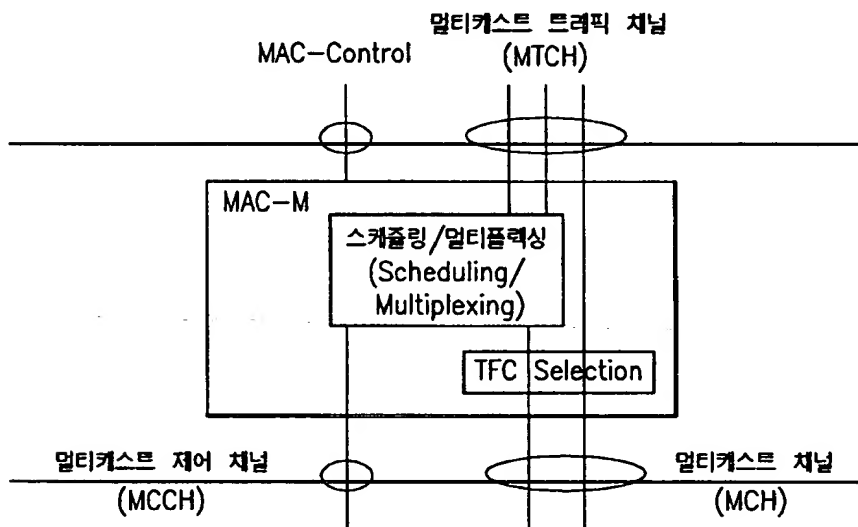 멀티캐스트 트래픽 채널
MAC-Control
(MTCH)
MAC-M
스케쥴링/멀티플렉싱
(Scheduling/
Multiplexing)
TFC Selection
멀티캐스트 제어 채널
(MCCH)
멀티캐스트 채널
(MCH)